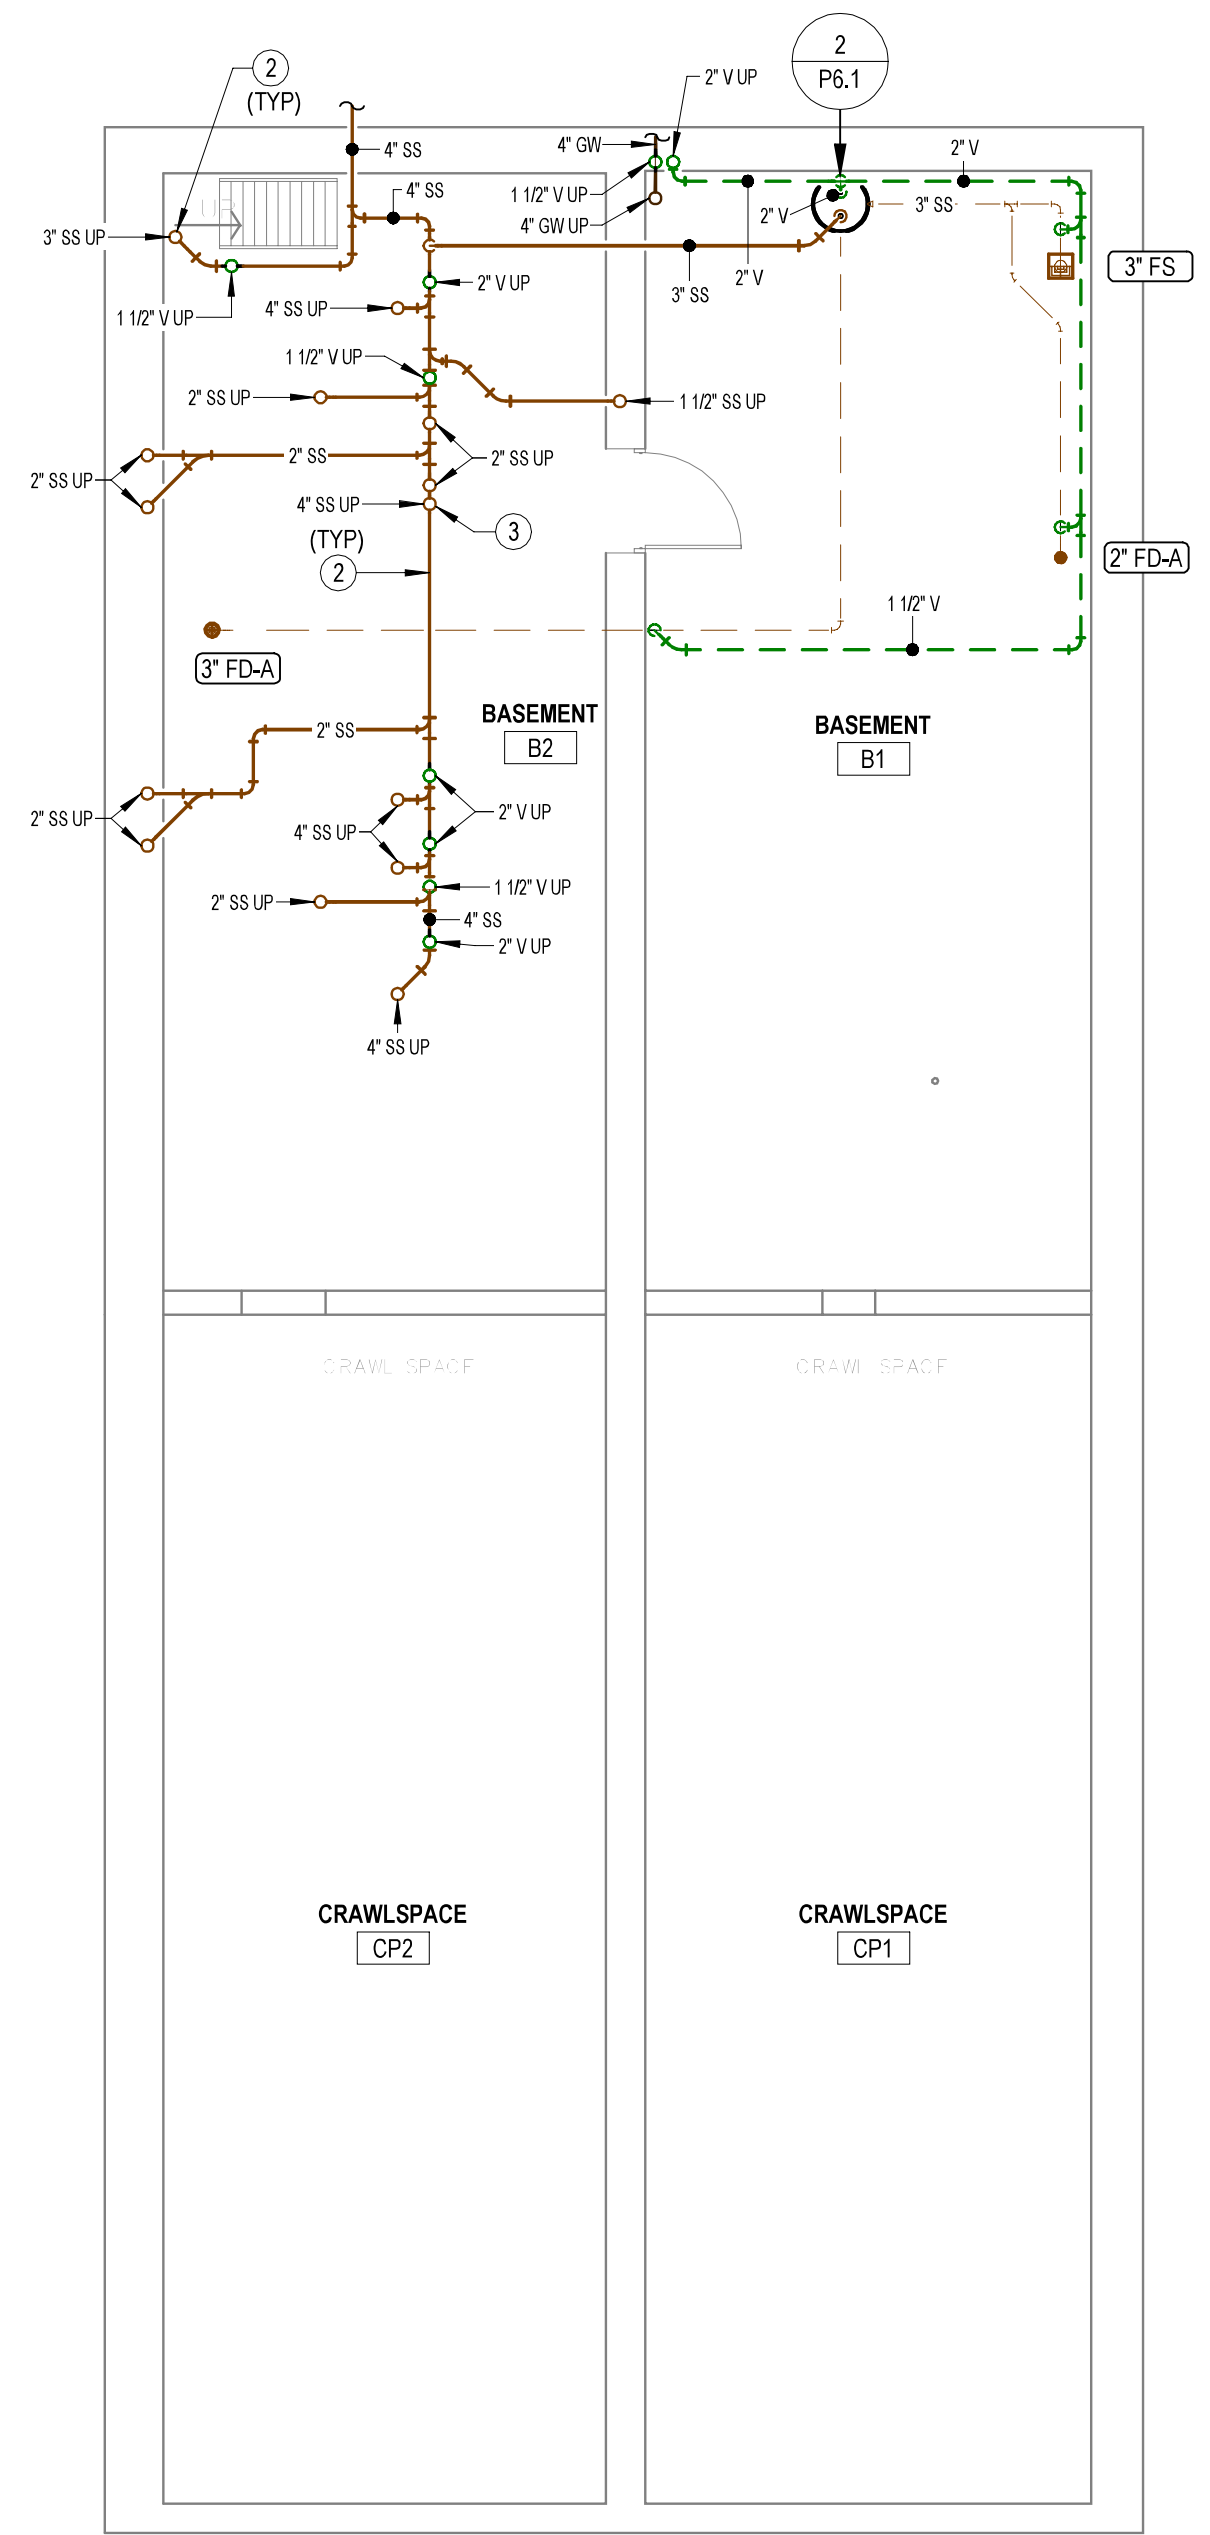 2
P6.1
2
(TYP)
2" V UP
4" SS
4" GW
2" V
4" SS
1 1/2" V UP
UP
3" SS
2" V
4" GW UP
3" SS UP
3" FS
2" V UP
2" V
3" SS
4" SS UP
1 1/2" V UP
1 1/2" V UP
2" SS UP
1 1/2" SS UP
2" SS
2" SS UP
2" SS UP
4" SS UP
3
(TYP)
2
2" FD-A
1 1/2" V
3" FD-A
BASEMENT
B2
BASEMENT
B1
2" SS
2" SS UP
2" V UP
4" SS UP
1 1/2" V UP
2" SS UP
4" SS
2" V UP
4" SS UP
CRAWL SPACE
CRAWL SPACE
CRAWLSPACE
CP2
CRAWLSPACE
CP1